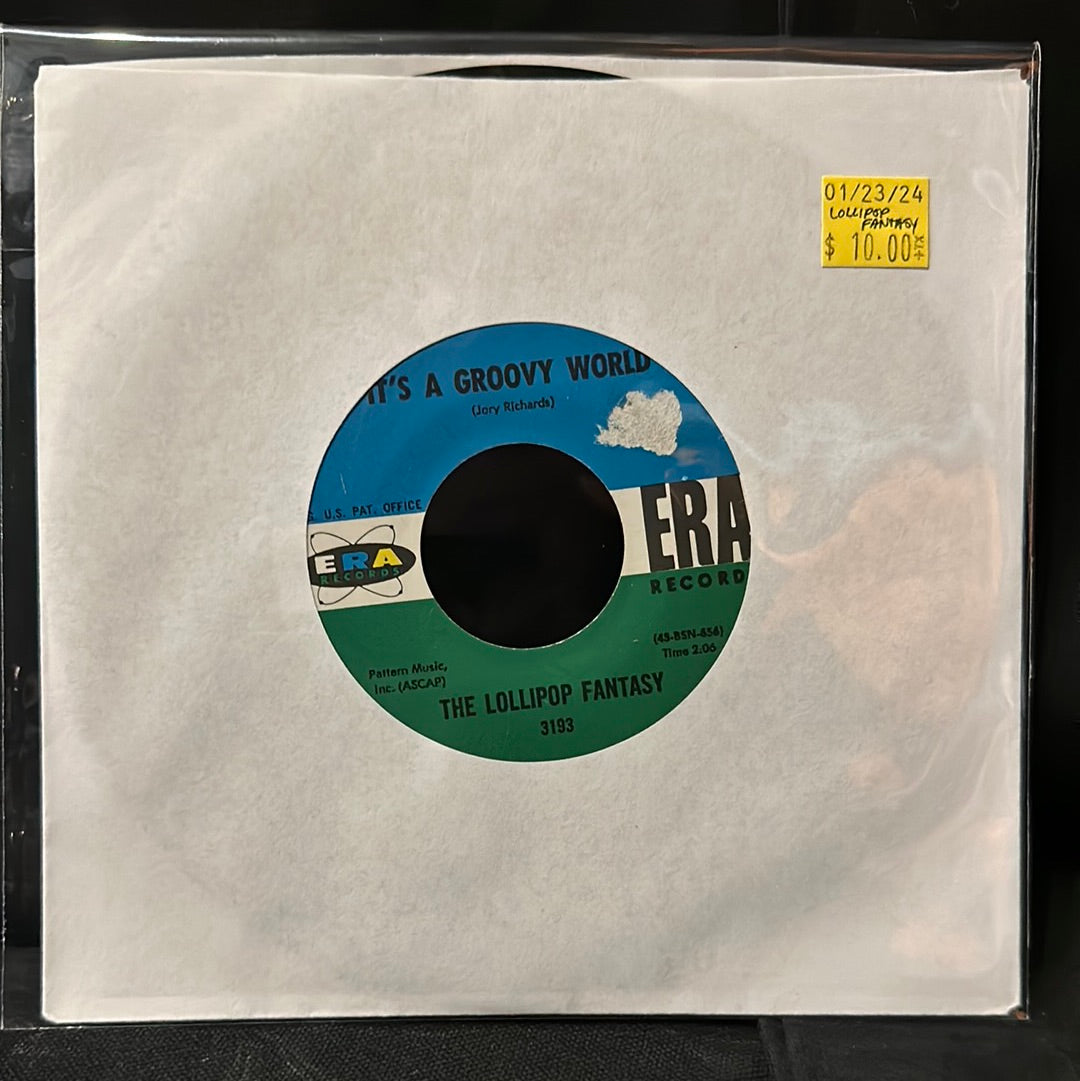 01/23/24
LOLLIPOP
FANTASY
$ 10.00
IT'S A GROOVY WORLD
(Jory Richards)
U.S. PAT. OFFICE
ERA
RECORDS
ERA
RECORD
(45-BSN-656)
Time 2:06
Pattern Music,
Inc. (ASCAP)
THE LOLLIPOP FANTASY
3193